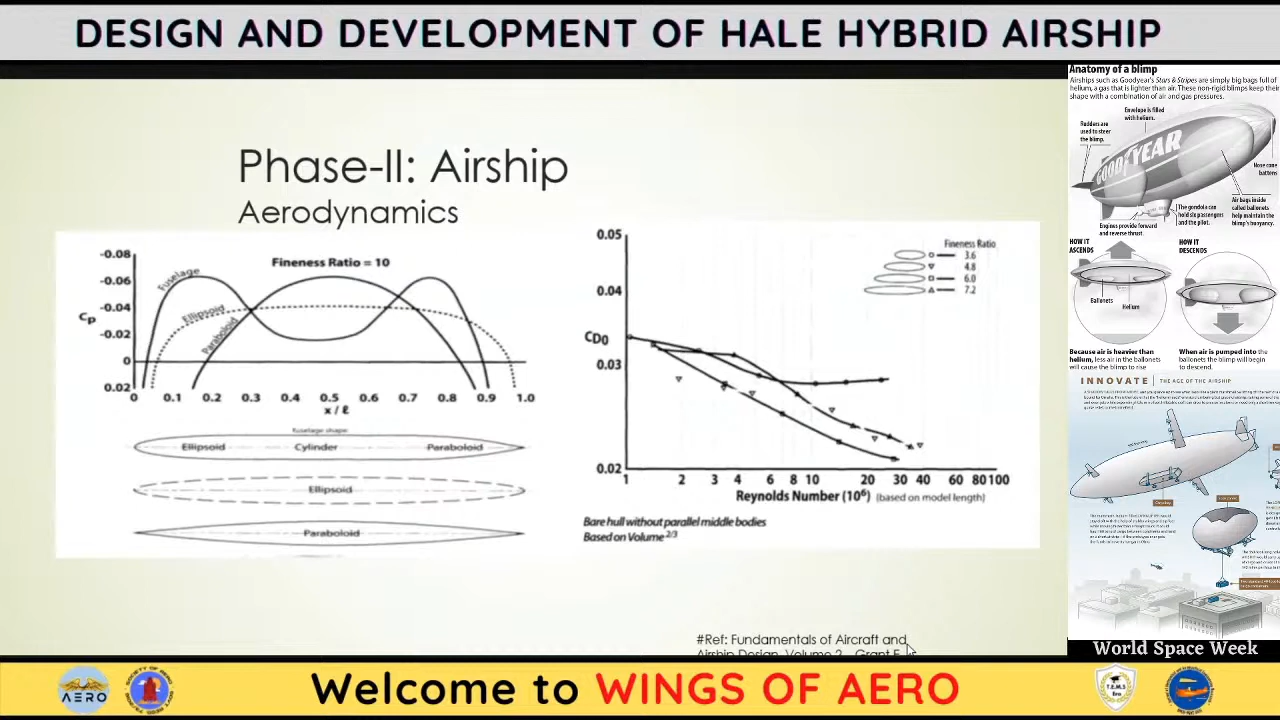 DESIGN AND DEVELOPMENT OF HALE HYBRID AIRSHIP
Phase-II: Airship
Aerodynamics
-0.08
-0.06
-0.04
Cp
-0.02
0
0.02
Fineness Ratio = 10
Fuselage
Ellipsoid
Paraboloid
0 0.1 0.2 0.3 0.4 0.5 0.6 0.7 0.8 0.9 1.0
x / ℓ
fuselage shape
Ellipsoid Cylinder Paraboloid
Ellipsoid
Paraboloid
0.05
0.04
CD0
0.03
0.02
Fineness Ratio
3.6
4.8
6.0
7.2
1 2 3 4 6 8 10 20 30 40 60 80 100
Reynolds Number (10⁶) (based on model length)
Bare hull without parallel middle bodies
Based on Volume 2/3
#Ref: Fundamentals of Aircraft and
Airship Design, Volume 2 Grant E
Anatomy of a blimp
Airships such as Goodyear's Stars & Stripes are simply big bags full of
helium, a gas that is lighter than air. These non-rigid blimps keep their
shape with a combination of air and gas pressures.
Envelope is filled
with helium.
Rudders are
used to steer
the blimp.
GOODYEAR
Nose cone
battens
Air bags inside
called ballonets
help maintain the
blimp's buoyancy.
The gondola can
hold six passengers
and the pilot.
Engines provide forward
and reverse thrust.
HOW IT
ASCENDS
Ballonets
Helium
HOW IT
DESCENDS
Because air is heavier than
helium, less air in the ballonets
will cause the blimp to rise
When air is pumped into the
ballonets the blimp will begin
to descend.
INNOVATE | THE AGE OF THE AIRSHIP
World Space Week
AERO
Welcome to WINGS OF AERO
T.E.M.S